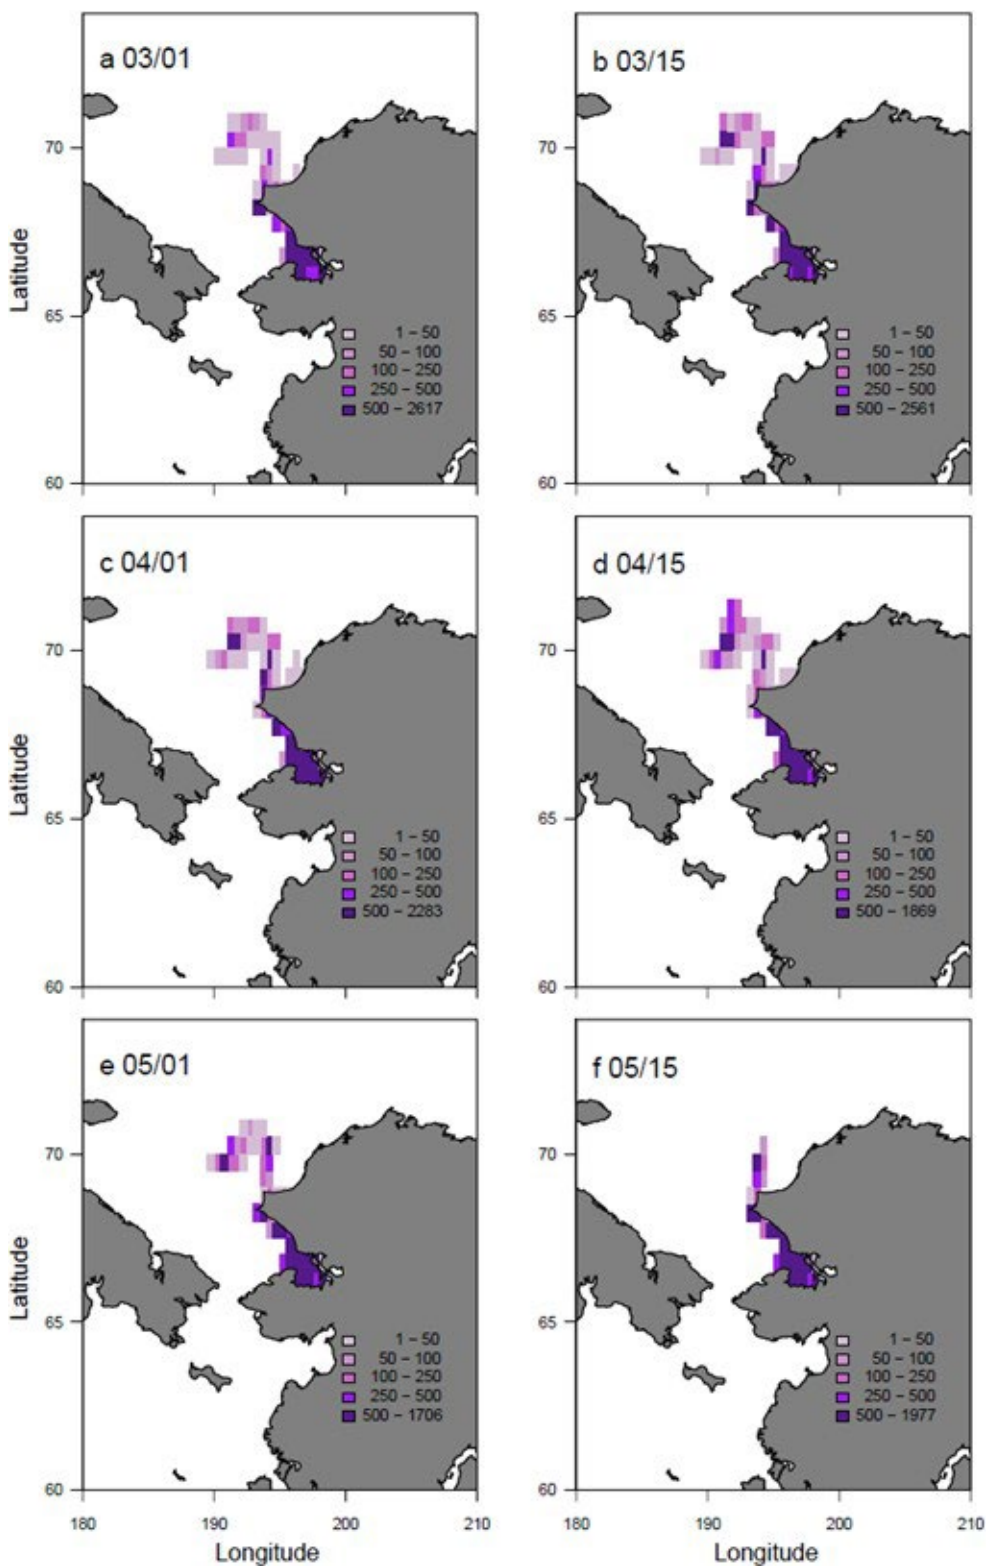 a 03/01
b 03/15
70
70
Latitude
65
65
1 – 50
50 – 100
100 – 250
250 – 500
500 – 2617
1 – 50
50 – 100
100 – 250
250 – 500
500 – 2561
60
60
c 04/01
d 04/15
70
70
Latitude
65
65
1 – 50
50 – 100
100 – 250
250 – 500
500 – 2283
1 – 50
50 – 100
100 – 250
250 – 500
500 – 1869
60
60
e 05/01
f 05/15
70
70
Latitude
65
65
1 – 50
50 – 100
100 – 250
250 – 500
500 – 1706
1 – 50
50 – 100
100 – 250
250 – 500
500 – 1977
60
60
180 190 200 210
180 190 200 210
Longitude
Longitude